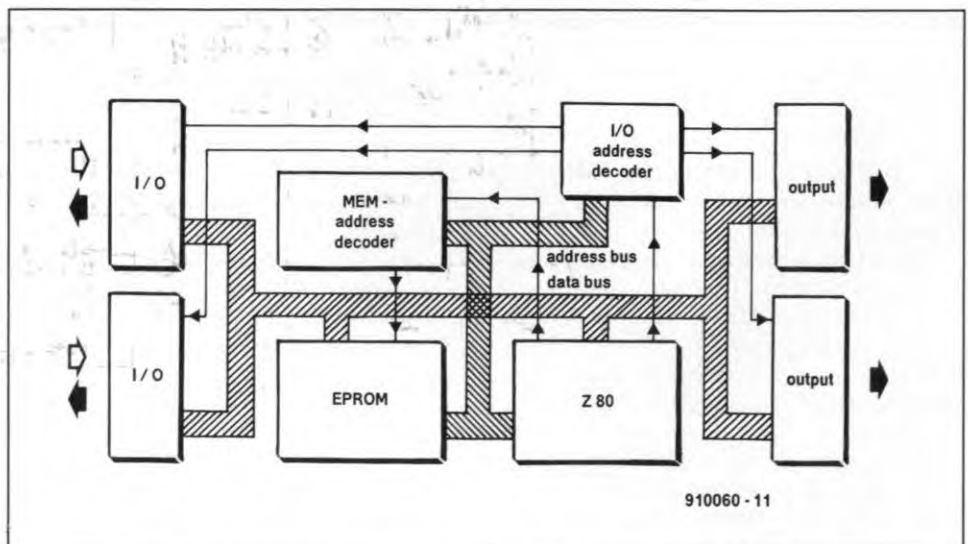 I/O
I/O
address
decoder
output
MEM -
address
decoder
address bus
data bus
I/O
EPROM
Z 80
output
910060 - 11